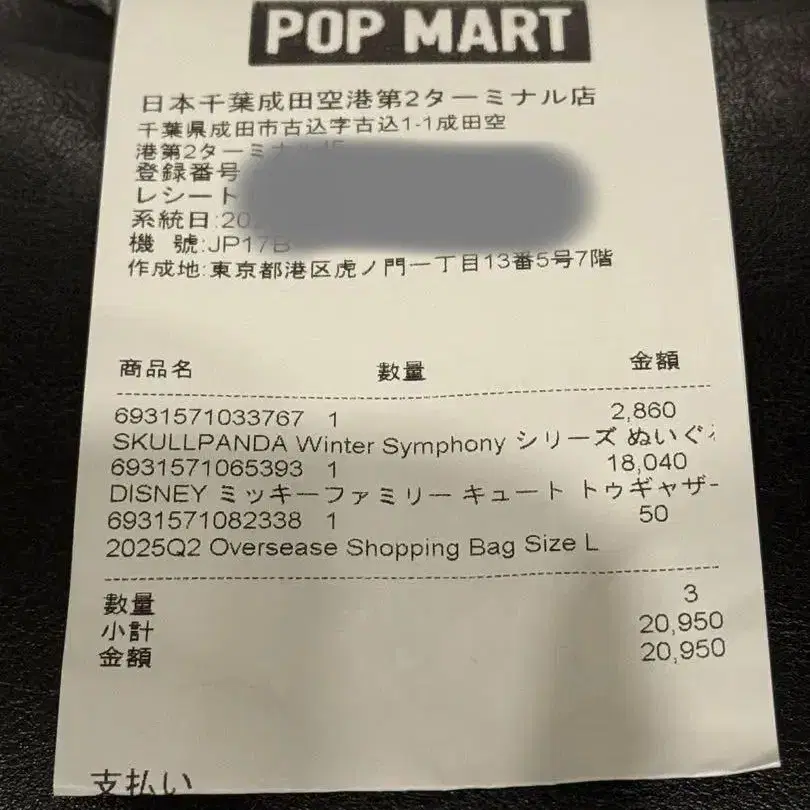 POP MART
日本千葉成田空港第2ターミナル店
千葉県成田市古込字古込1-1成田空
港第2ターミナル1F
登録番号
レシート
系統日:20
機 號:JP17B
作成地:東京都港区虎ノ門一丁目13番5号7階
商品名 數量 金額
6931571033767 1 2,860
SKULLPANDA Winter Symphony シリーズ ぬいぐ
6931571065393 1 18,040
DISNEY ミッキーファミリー キュート トゥギャザー
6931571082338 1 50
2025Q2 Oversease Shopping Bag Size L
數量 3
小計 20,950
金額 20,950
支払い